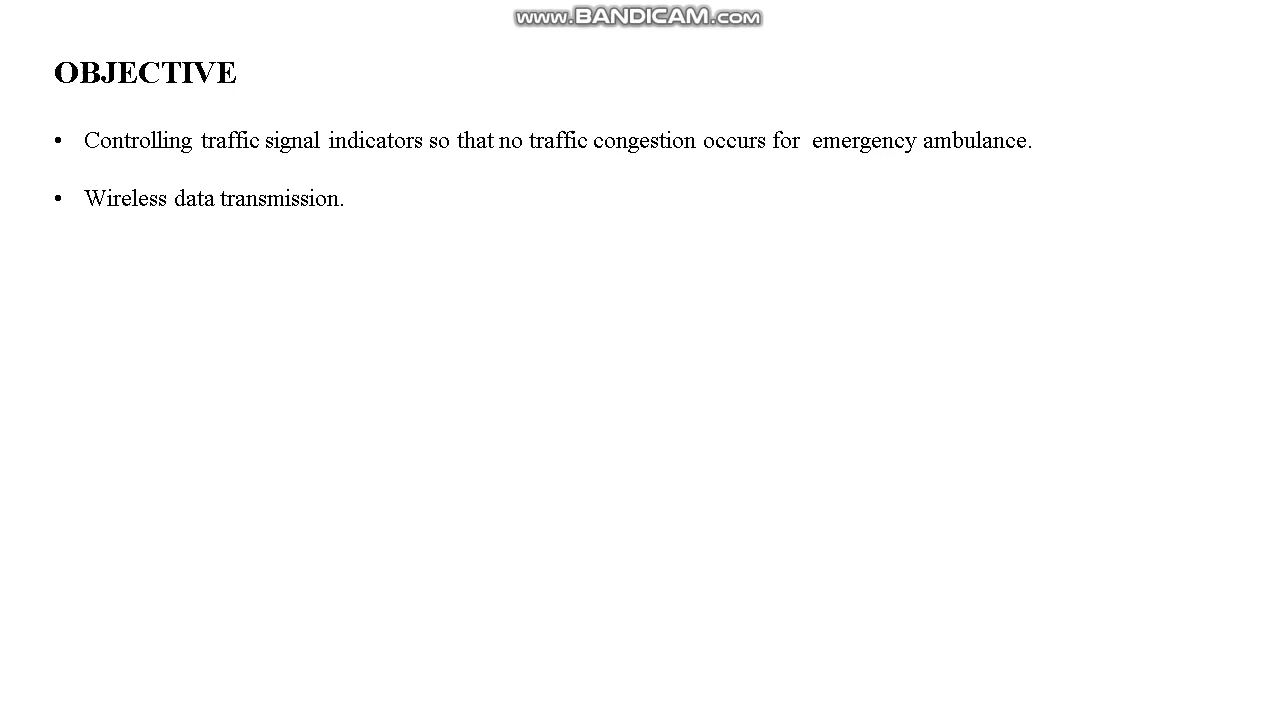 www.BANDICAM.com
OBJECTIVE
• Controlling traffic signal indicators so that no traffic congestion occurs for emergency ambulance.
• Wireless data transmission.